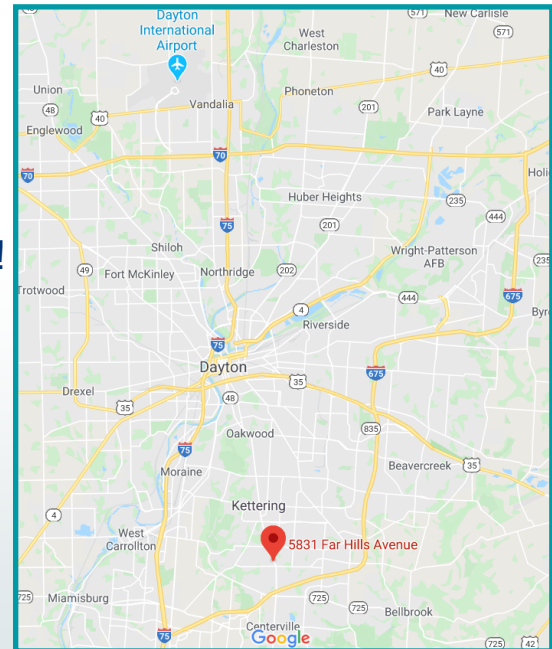 Dayton
International
Airport
571
New Carlisle
571
West
Charleston
40
Union
Phoneton
48
Vandalia
201
Park Layne
40
Englewood
70
70
Holi
Huber Heights
235
444
75
201
!
Shiloh
Wright-Patterson
AFB
235
49
Fort McKinley
Northridge
202
Trotwood
444
675
4
Byr
Riverside
75
Dayton
675
35
Drexel
48
35
835
Oakwood
75
Beavercreek
35
Moraine
Kettering
4
West
Carrollton
5831 Far Hills Avenue
725
Miamisburg
725
725
Bellbrook
75
Centerville
Google
725
42